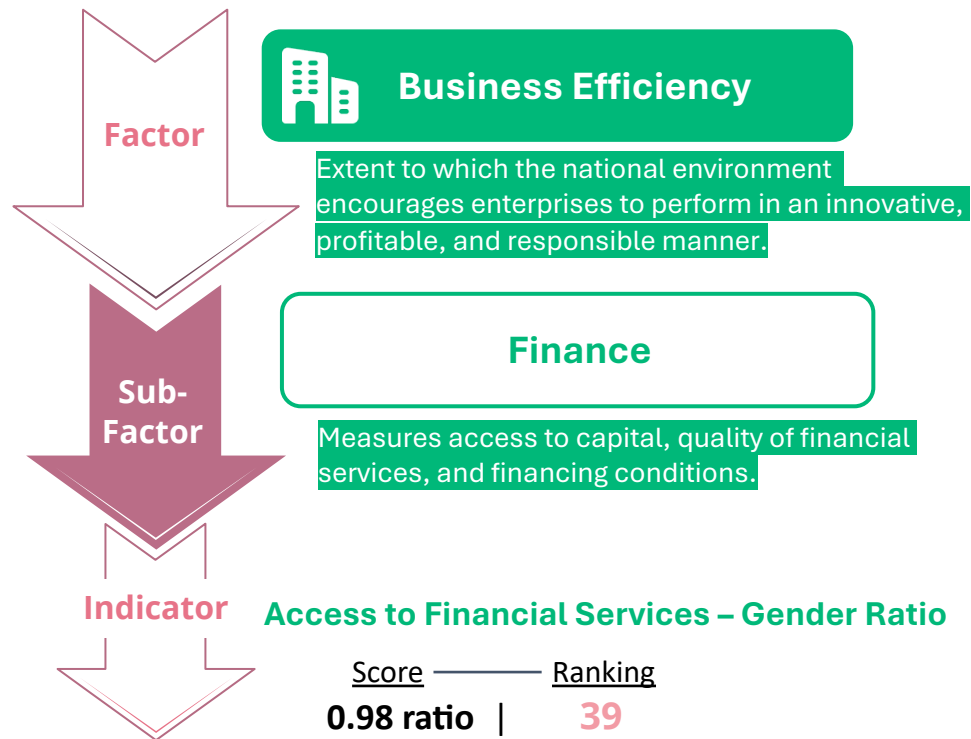 Factor
Business Efficiency
Extent to which the national environment
encourages enterprises to perform in an innovative,
profitable, and responsible manner.
Sub-
Factor
Finance
Measures access to capital, quality of financial
services, and financing conditions.
Indicator
Access to Financial Services – Gender Ratio
Score Ranking
0.98 ratio | 39